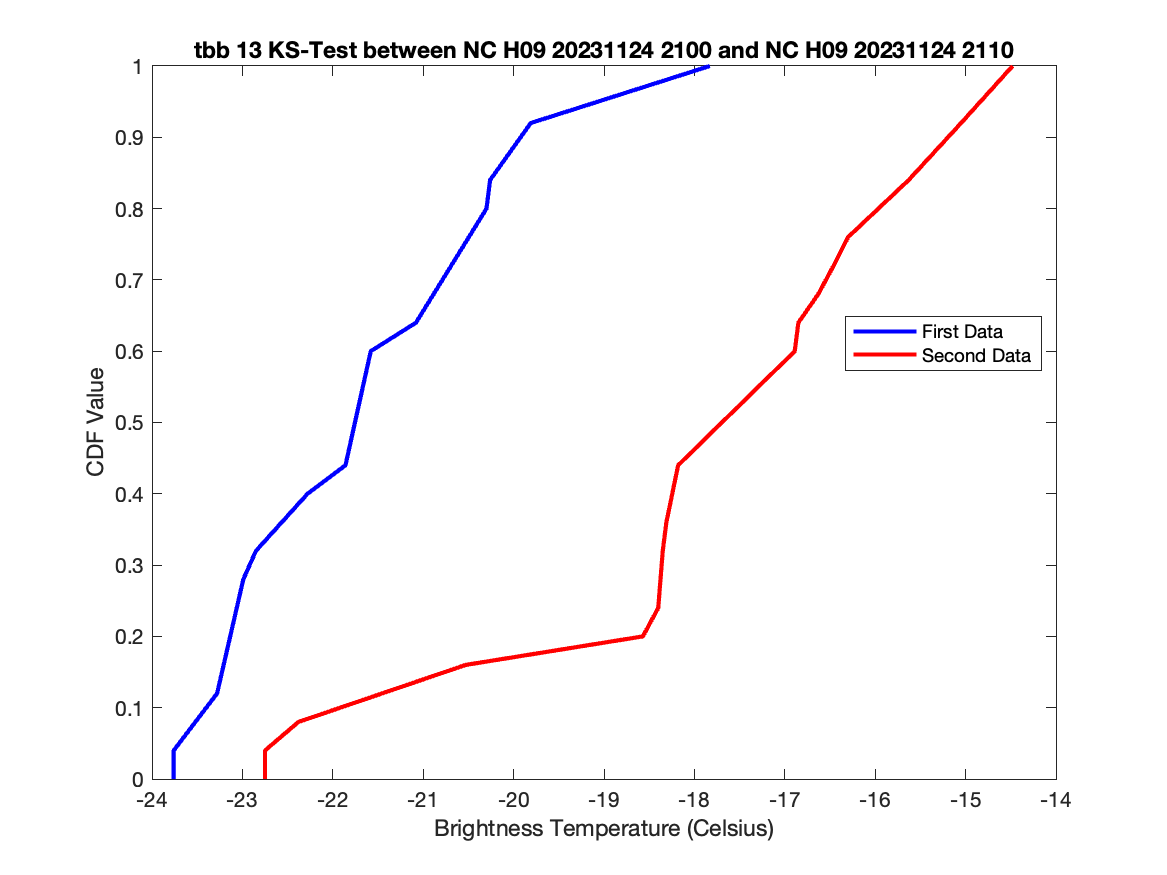 tbb 13 KS-Test between NC H09 20231124 2100 and NC H09 20231124 2110
1
0.9
0.8
0.7
0.6
0.5
0.4
0.3
0.2
0.1
0
CDF Value
First Data
Second Data
-24 -23 -22 -21 -20 -19 -18 -17 -16 -15 -14
Brightness Temperature (Celsius)